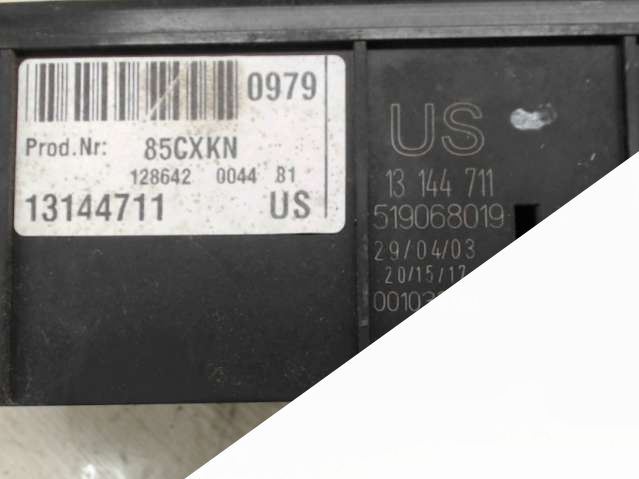 0979
Prod.Nr: 85CXKN
128642 0044 81
13144711 US
US
13 144 711
519068019
29/04/03
20/15/17